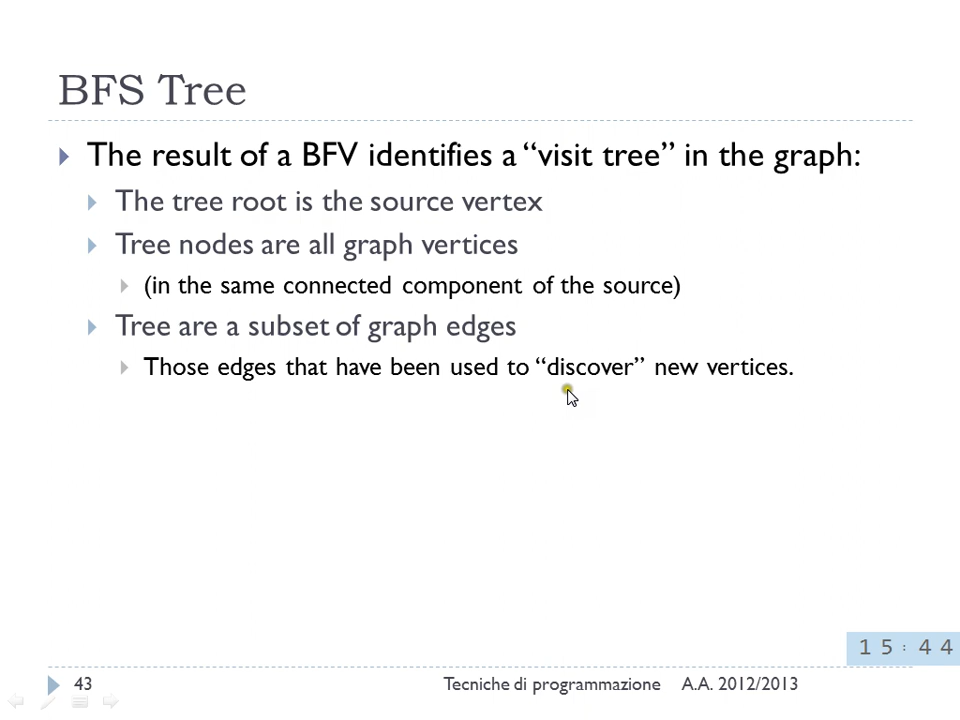 BFS Tree
The result of a BFV identifies a “visit tree” in the graph:
The tree root is the source vertex
Tree nodes are all graph vertices
(in the same connected component of the source)
Tree are a subset of graph edges
Those edges that have been used to “discover” new vertices.
15:44
43 Tecniche di programmazione A.A. 2012/2013